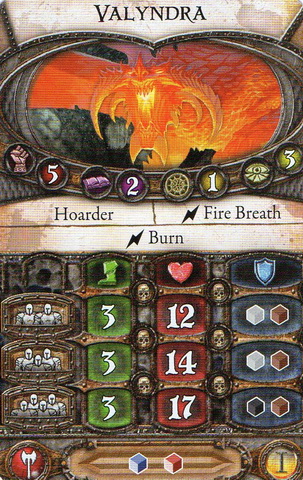 VALYNDRA
5 2 1 3
Hoarder Fire Breath
Burn
3 12
3 14
3 17
I